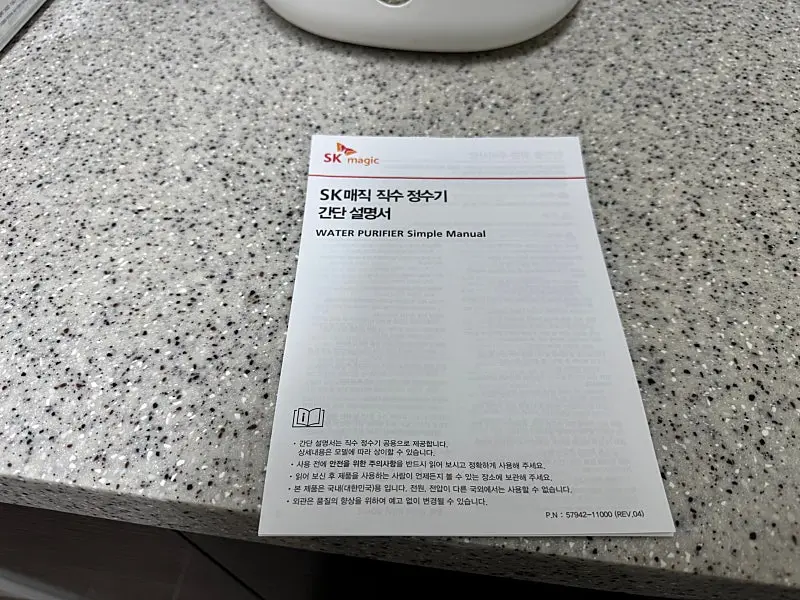 SK magic
SK매직 직수 정수기
간단 설명서
WATER PURIFIER Simple Manual
• 간단 설명서는 직수 정수기 공용으로 제공합니다.
상세내용은 모델에 따라 상이할 수 있습니다.
• 사용 전에 안전을 위한 주의사항을 반드시 읽어 보시고 정확하게 사용해 주세요.
• 읽어 보신 후 제품을 사용하는 사람이 언제든지 볼 수 있는 장소에 보관해 주세요.
• 본 제품은 국내(대한민국)용 입니다. 전원, 전압이 다른 국외에서는 사용할 수 없습니다.
• 외관은 품질의 향상을 위하여 예고 없이 변경될 수 있습니다.
P.N : 57942-11000 (REV.04)